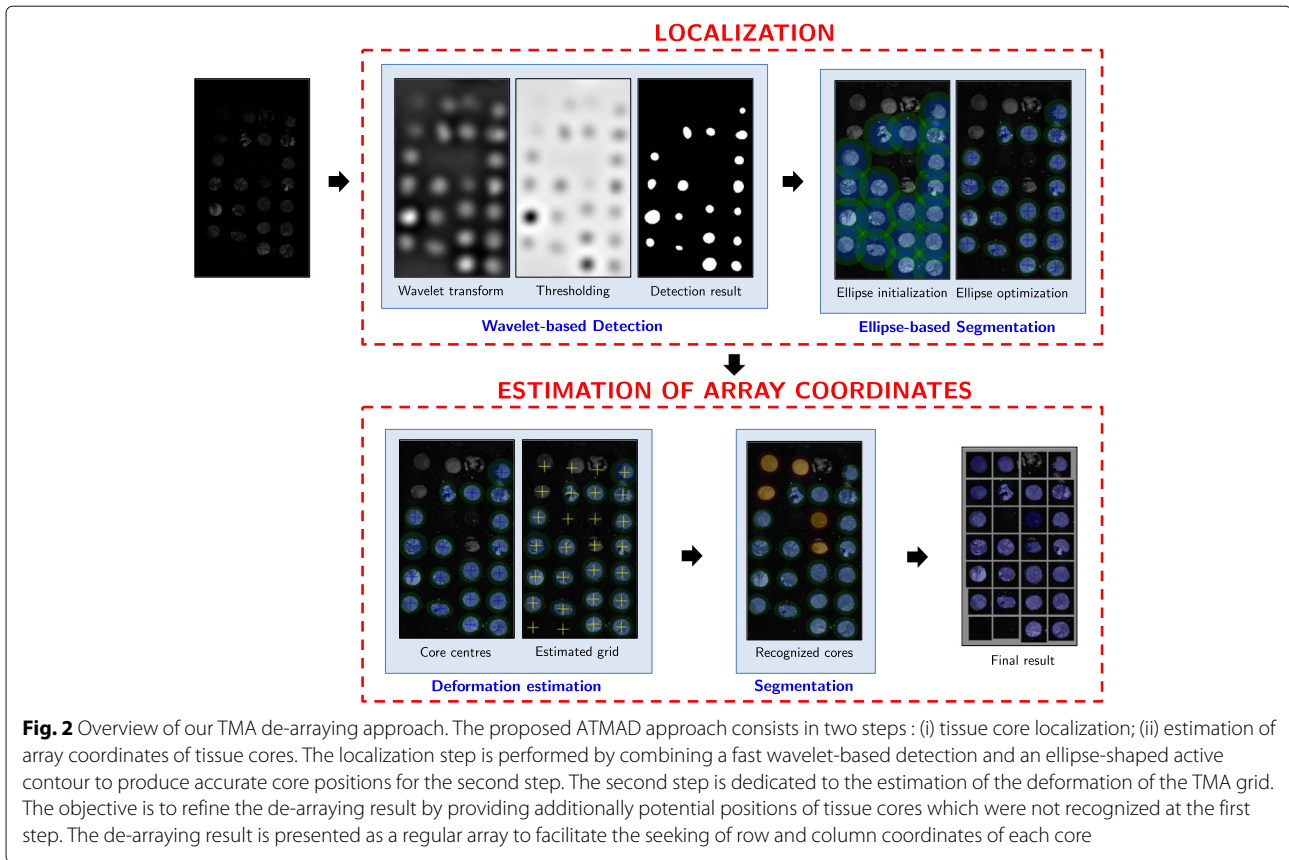 LOCALIZATION
Wavelet transform
Thresholding
Detection result
Ellipse initialization
Ellipse optimization
Wavelet-based Detection
Ellipse-based Segmentation
ESTIMATION OF ARRAY COORDINATES
Core centres
Estimated grid
Recognized cores
Final result
Deformation estimation
Segmentation
Fig. 2 Overview of our TMA de-arraying approach. The proposed ATMAD approach consists in two steps : (i) tissue core localization; (ii) estimation of
array coordinates of tissue cores. The localization step is performed by combining a fast wavelet-based detection and an ellipse-shaped active
contour to produce accurate core positions for the second step. The second step is dedicated to the estimation of the deformation of the TMA grid.
The objective is to refine the de-arraying result by providing additionally potential positions of tissue cores which were not recognized at the first
step. The de-arraying result is presented as a regular array to facilitate the seeking of row and column coordinates of each core